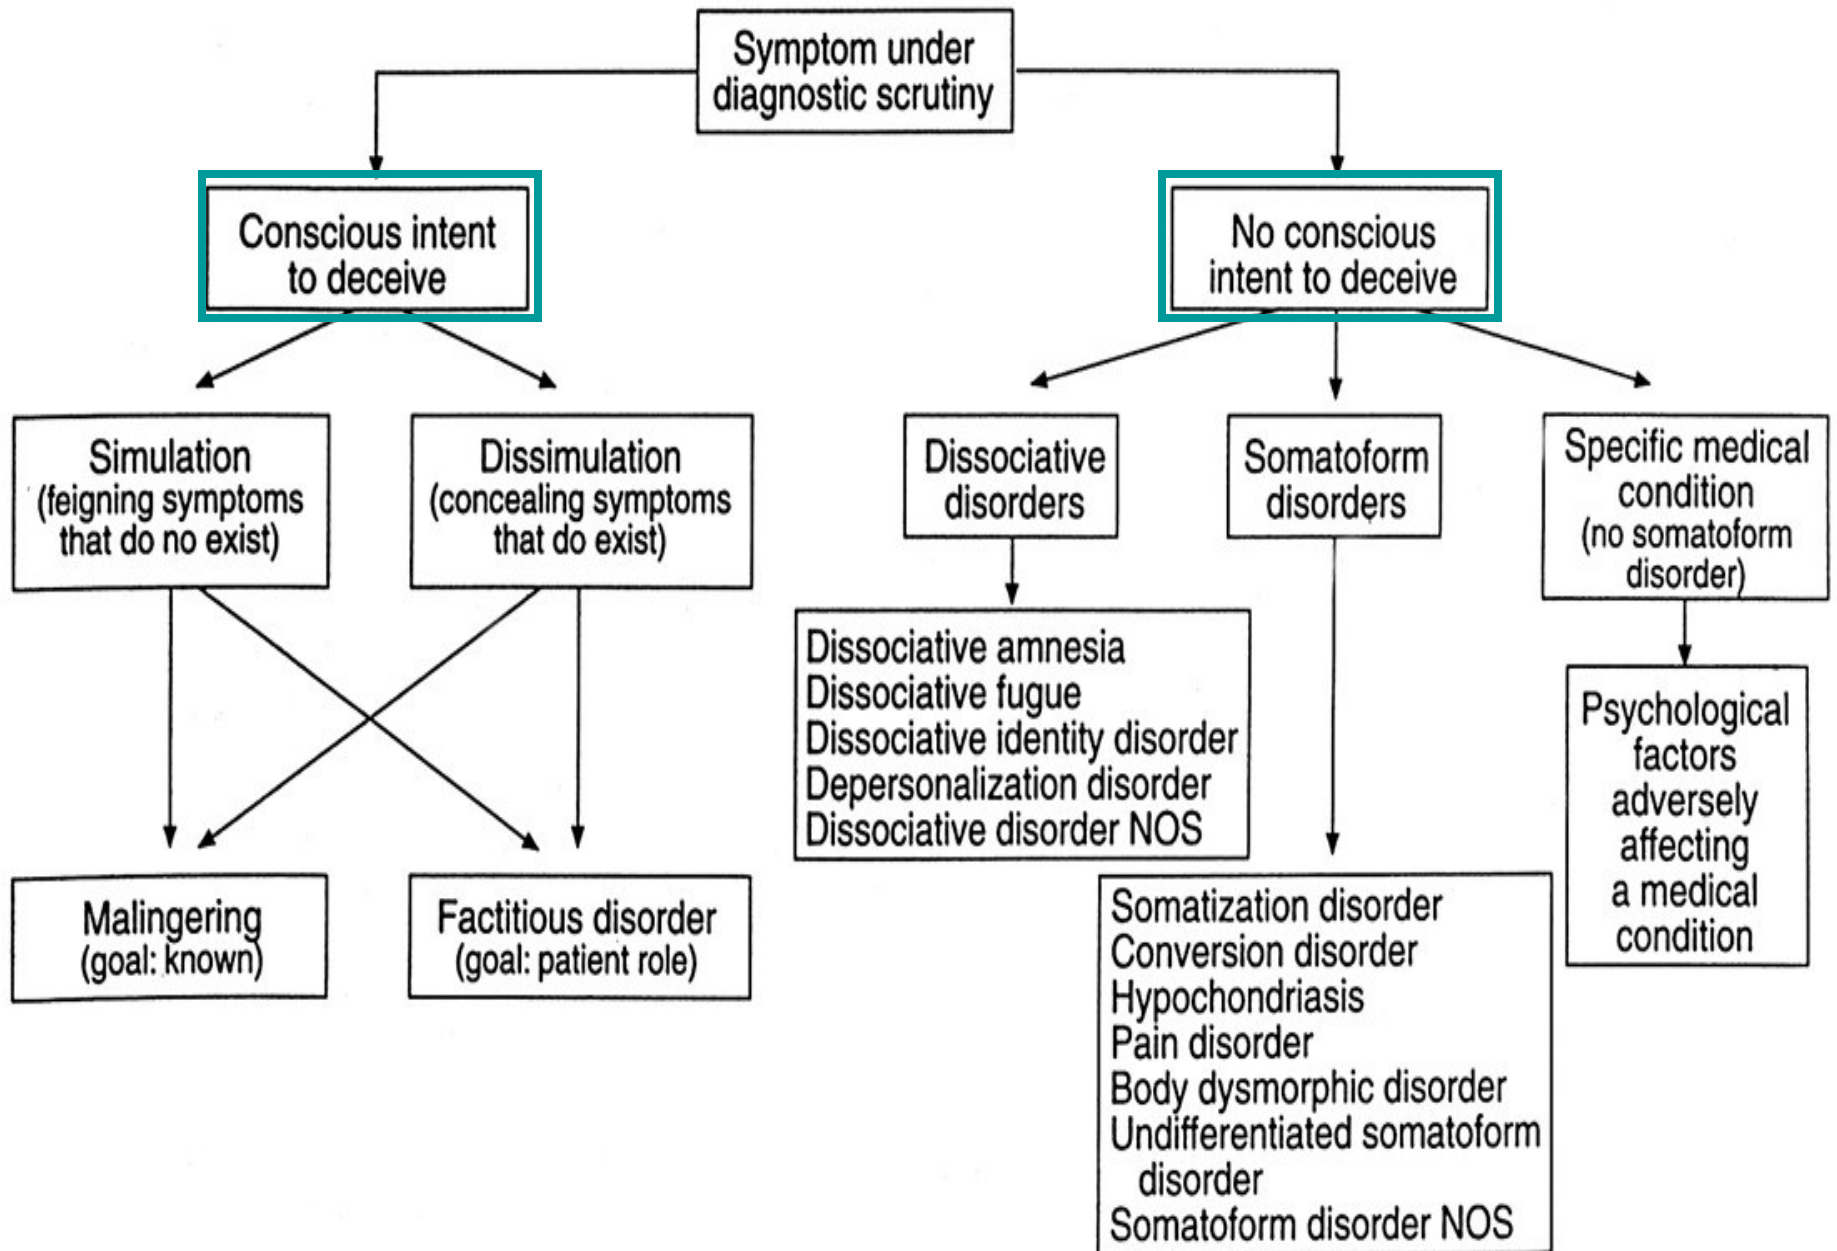 Symptom under
diagnostic scrutiny
Conscious intent
to deceive
No conscious
intent to deceive
Simulation
(feigning symptoms
that do no exist)
Dissimulation
(concealing symptoms
that do exist)
Dissociative
disorders
Somatoform
disorders
Specific medical
condition
(no somatoform
disorder)
Dissociative amnesia
Dissociative fugue
Dissociative identity disorder
Depersonalization disorder
Dissociative disorder NOS
Psychological
factors
adversely
affecting
a medical
condition
Malingering
(goal: known)
Factitious disorder
(goal: patient role)
Somatization disorder
Conversion disorder
Hypochondriasis
Pain disorder
Body dysmorphic disorder
Undifferentiated somatoform
disorder
Somatoform disorder NOS